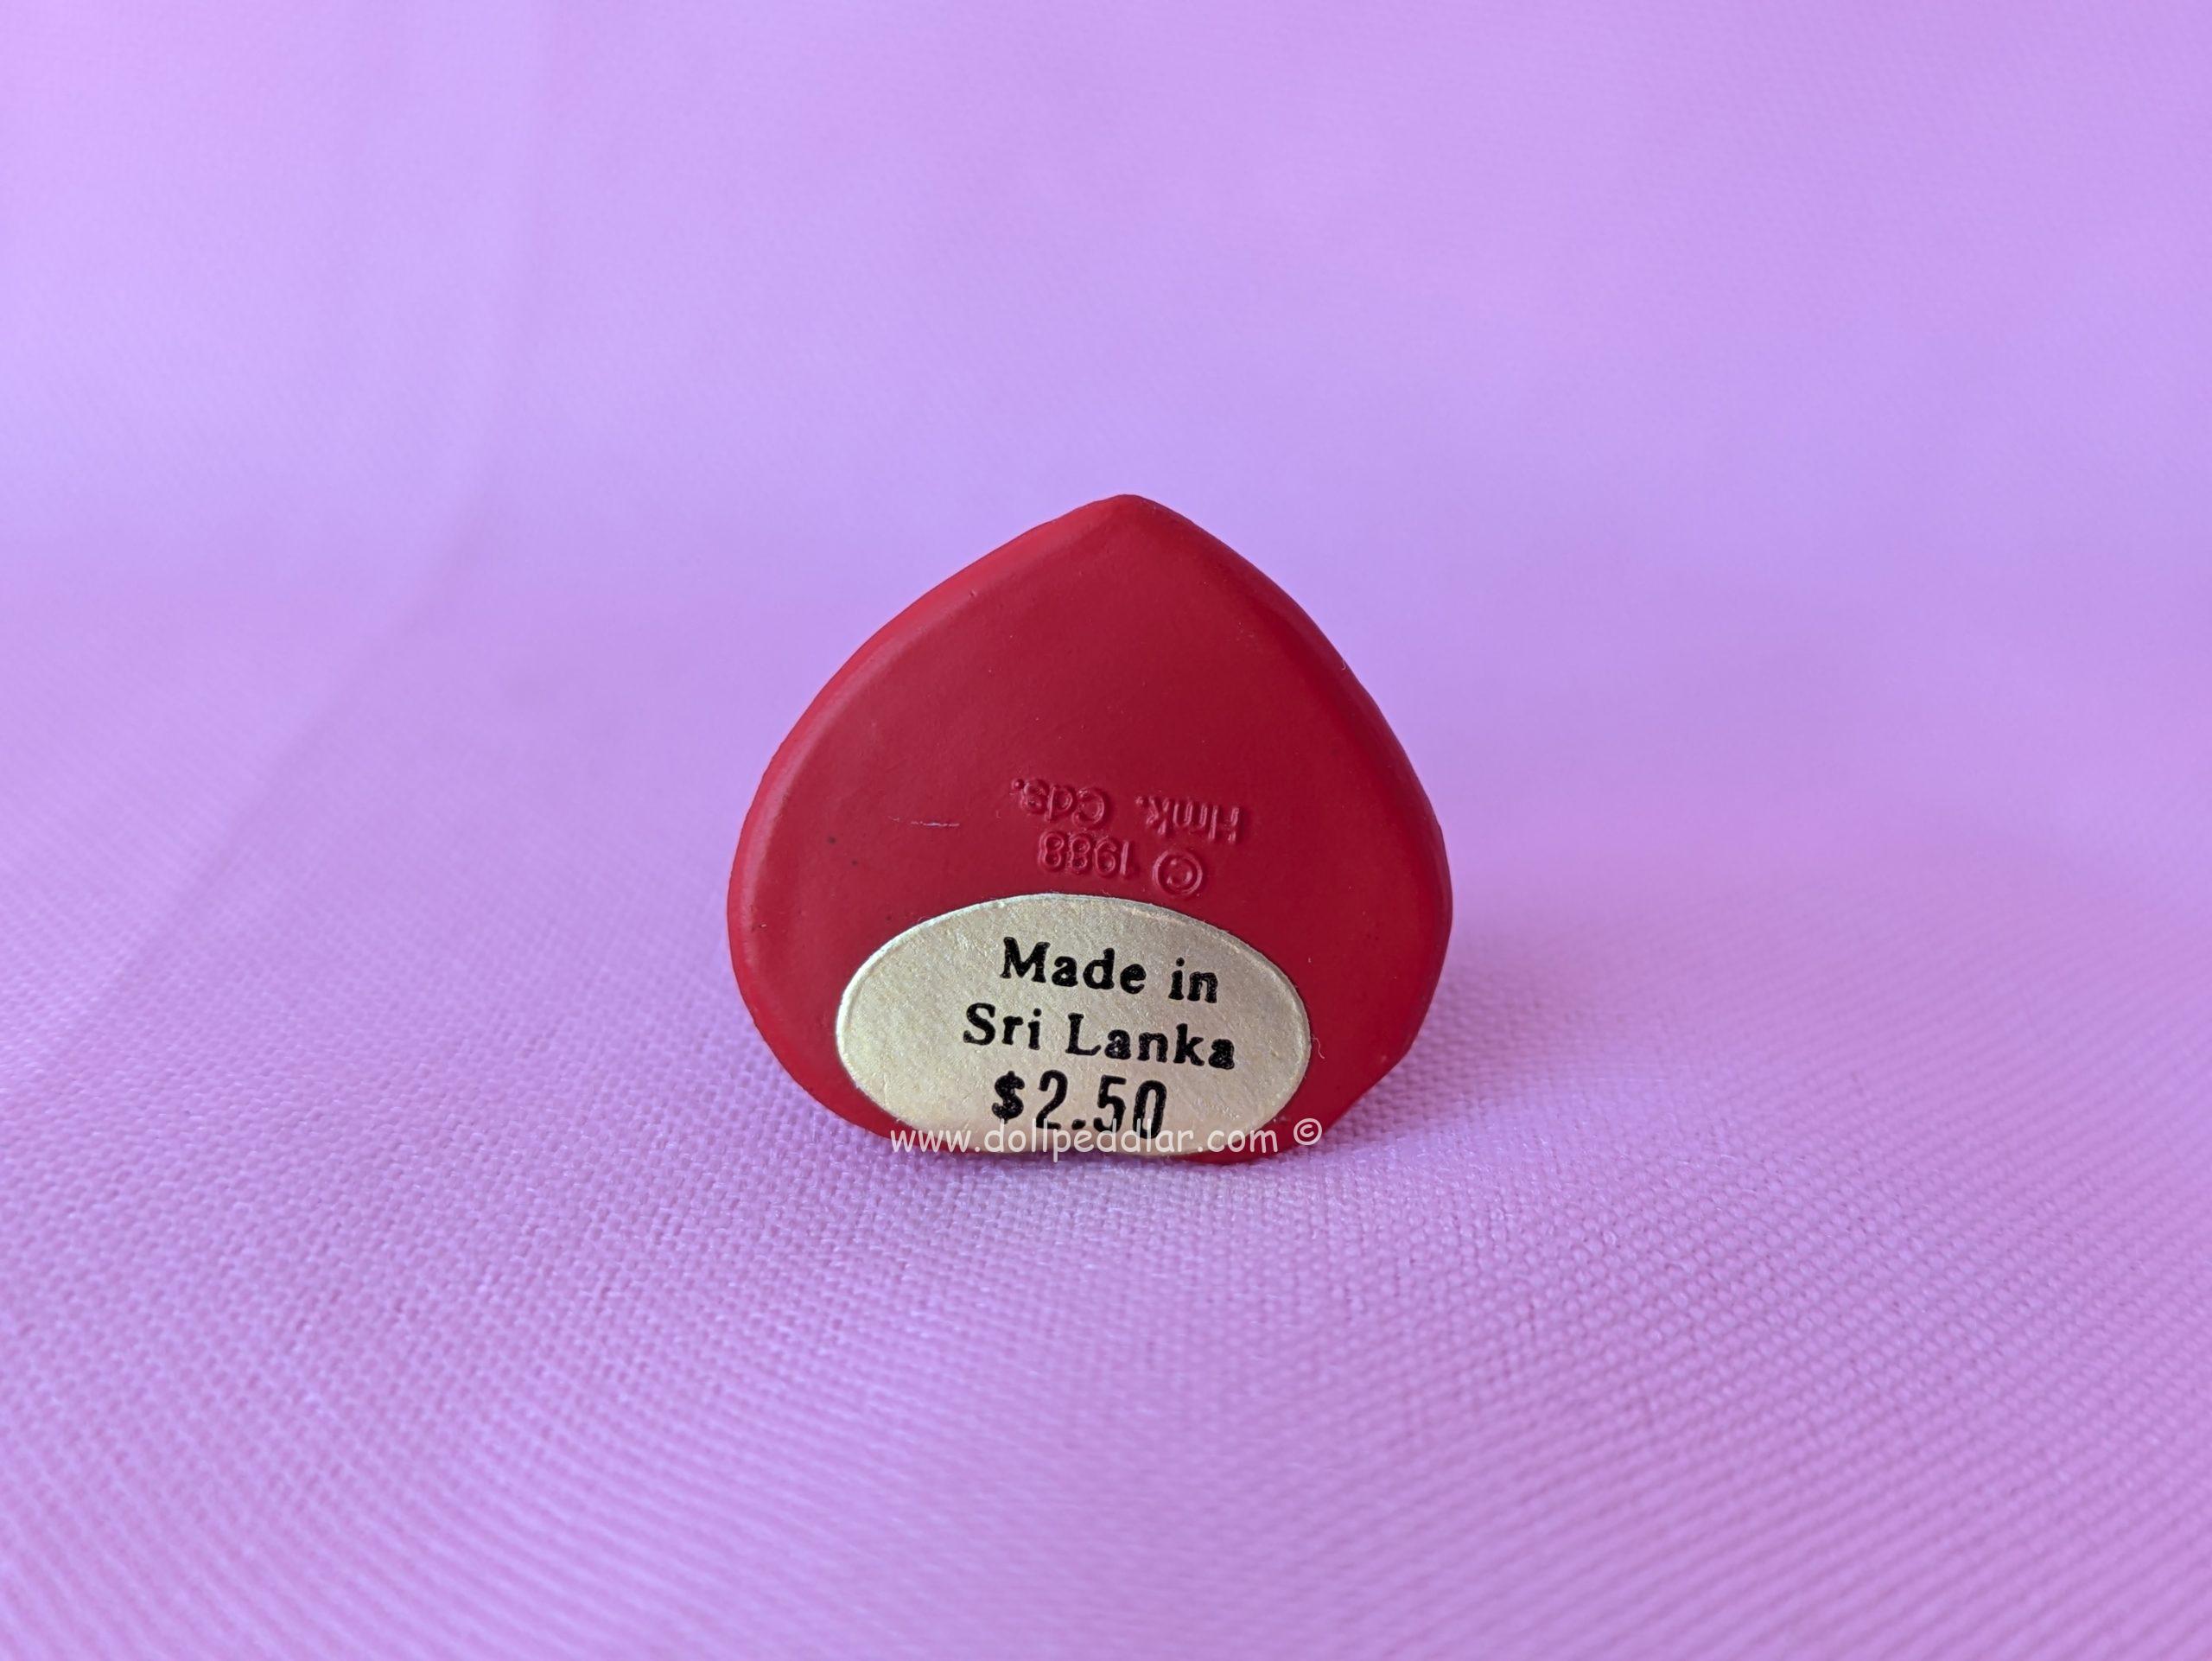 © 1988
Hmk. Cds.
Made in
Sri Lanka
$2.50
www.dollpeddlar.com ©